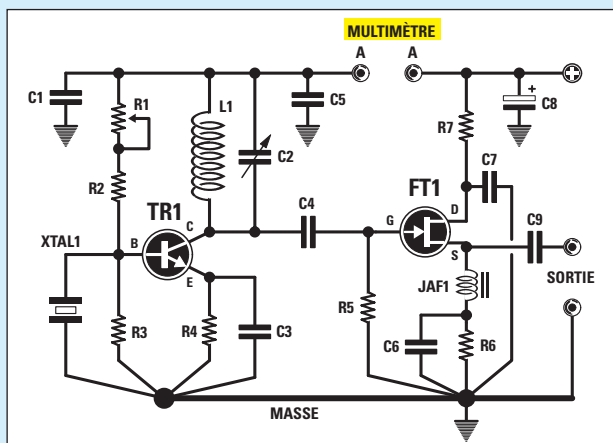 MULTIMÈTRE
A A
C1
R1
L1
C5
+
C8
R7
C2
R2
C7
TR1
C4
FT1
C9
XTAL1
B
C
E
G
D
S
SORTIE
JAF1
R3
R4
C3
R5
C6
R6
MASSE